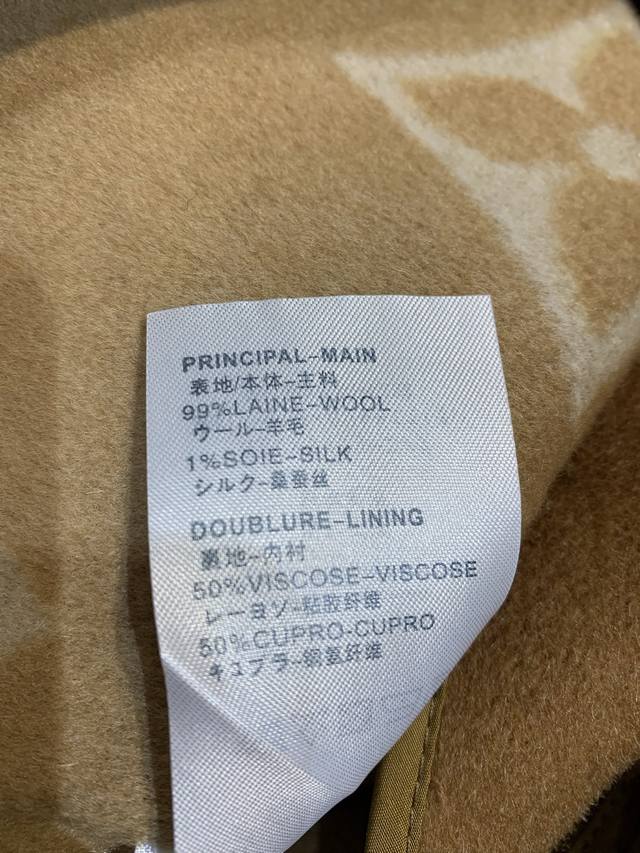 PRINCIPAL-MAIN
表地/本体-主料
99%LAINE-WOOL
ウール-羊毛
1%SOIE-SILK
シルク-桑蚕丝
DOUBLURE-LINING
裏地-内衬
50%VISCOSE-VISCOSE
レーヨソ-粘胶纤维
50%CUPRO-CUPRO
キュプラ-铜氨纤维